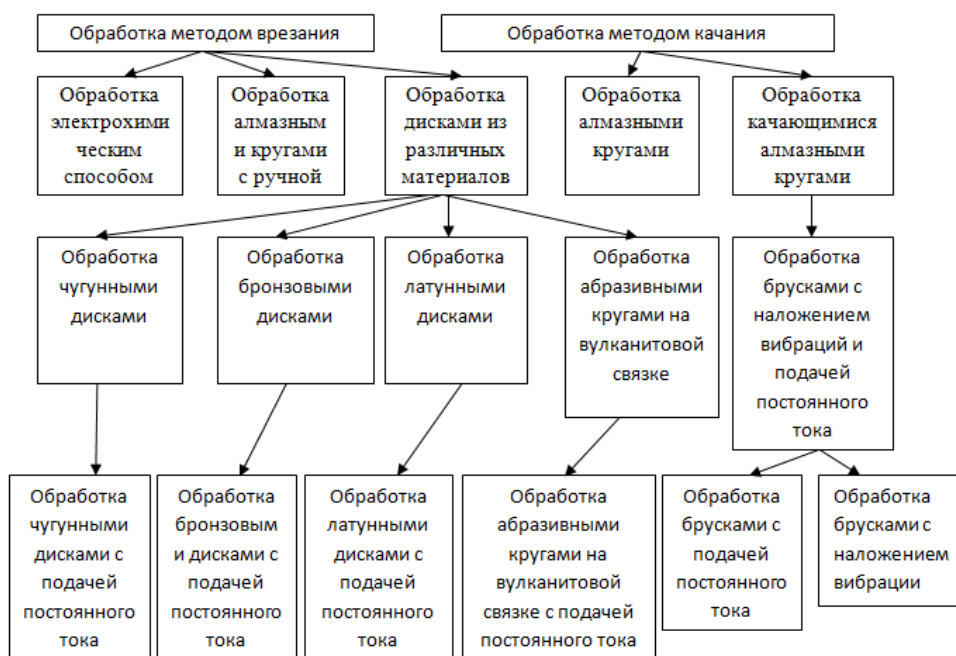 Обработка методом врезания
Обработка методом качания
Обработка
электрохими
ческим
способом
Обработка
алмазным
и кругами
с ручной
Обработка
дисками из
различных
материалов
Обработка
алмазными
кругами
Обработка
качающимися
алмазными
кругами
Обработка
чугунными
дисками
Обработка
бронзовыми
дисками
Обработка
латунными
дисками
Обработка
абразивными
кругами на
вулканитовой
связке
Обработка
брусками с
наложением
вибраций и
подачей
постоянного
тока
Обработка
чугунными
дисками с
подачей
постоянного
тока
Обработка
бронзовым
и дисками с
подачей
постоянного
тока
Обработка
латунными
дисками с
подачей
постоянного
тока
Обработка
абразивными
кругами на
вулканитовой
связке с подачей
постоянного тока
Обработка
брусками с
подачей
постоянного
тока
Обработка
брусками с
наложением
вибрации